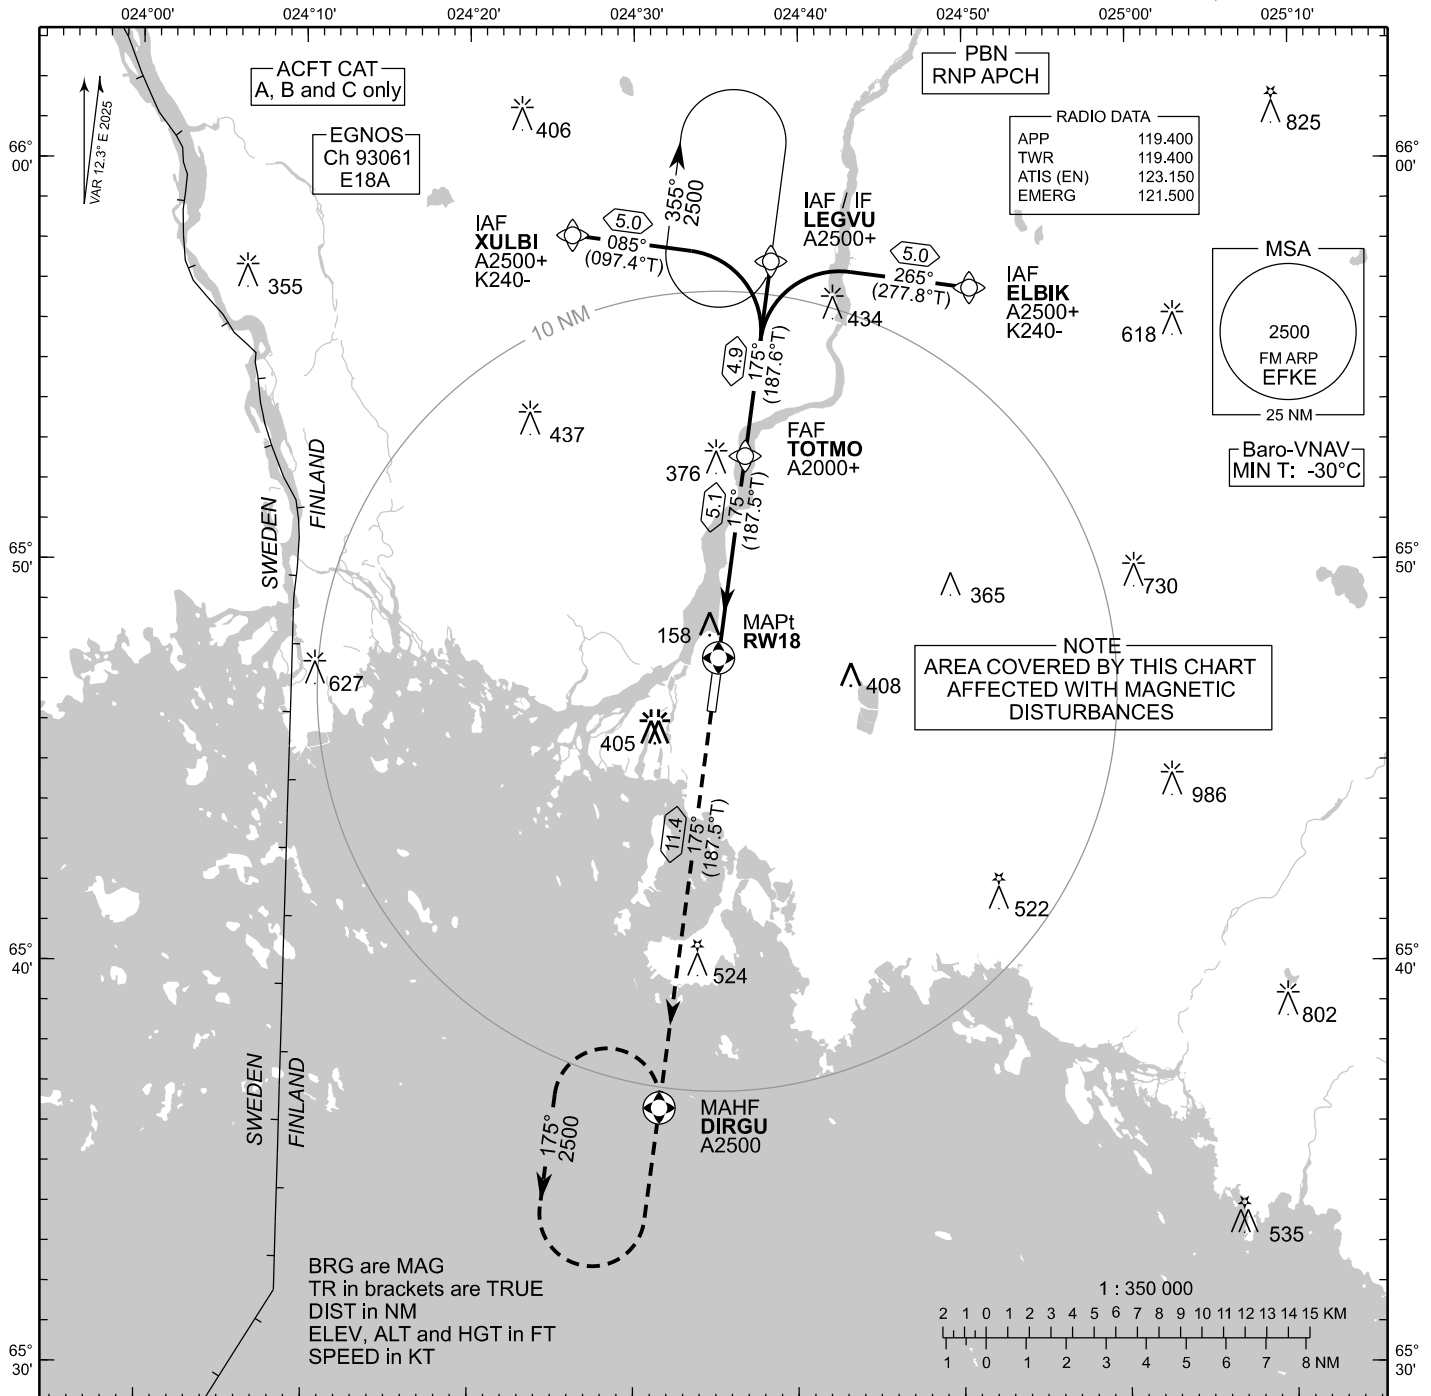 024°00'
024°10'
024°20'
024°30'
024°40'
024°50'
025°00'
025°10'
VAR 12.3° E 2025
ACFT CAT
A, B and C only
EGNOS
Ch 93061
E18A
PBN
RNP APCH
RADIO DATA
APP 119.400
TWR 119.400
ATIS (EN) 123.150
EMERG 121.500
406
825
66°
00'
66°
00'
355°
2500
IAF
XULBI
A2500+
K240-
5.0
085°
(097.4°T)
IAF / IF
LEGVU
A2500+
5.0
265°
(277.8°T)
IAF
ELBIK
A2500+
K240-
355
434
618
MSA
2500
FM ARP
EFKE
25 NM
10 NM
4.9
175°
(187.6°T)
437
376
FAF
TOTMO
A2000+
Baro-VNAV
MIN T: -30°C
SWEDEN
FINLAND
5.1
175°
(187.5°T)
65°
50'
65°
50'
365
730
158
MAPt
RW18
627
408
NOTE
AREA COVERED BY THIS CHART
AFFECTED WITH MAGNETIC
DISTURBANCES
405
986
11.4
175°
(187.5°T)
522
65°
40'
65°
40'
524
802
SWEDEN
FINLAND
175°
2500
MAHF
DIRGU
A2500
535
BRG are MAG
TR in brackets are TRUE
DIST in NM
ELEV, ALT and HGT in FT
SPEED in KT
1 : 350 000
2 1 0 1 2 3 4 5 6 7 8 9 10 11 12 13 14 15 KM
1 0 1 2 3 4 5 6 7 8 NM
65°
30'
65°
30'